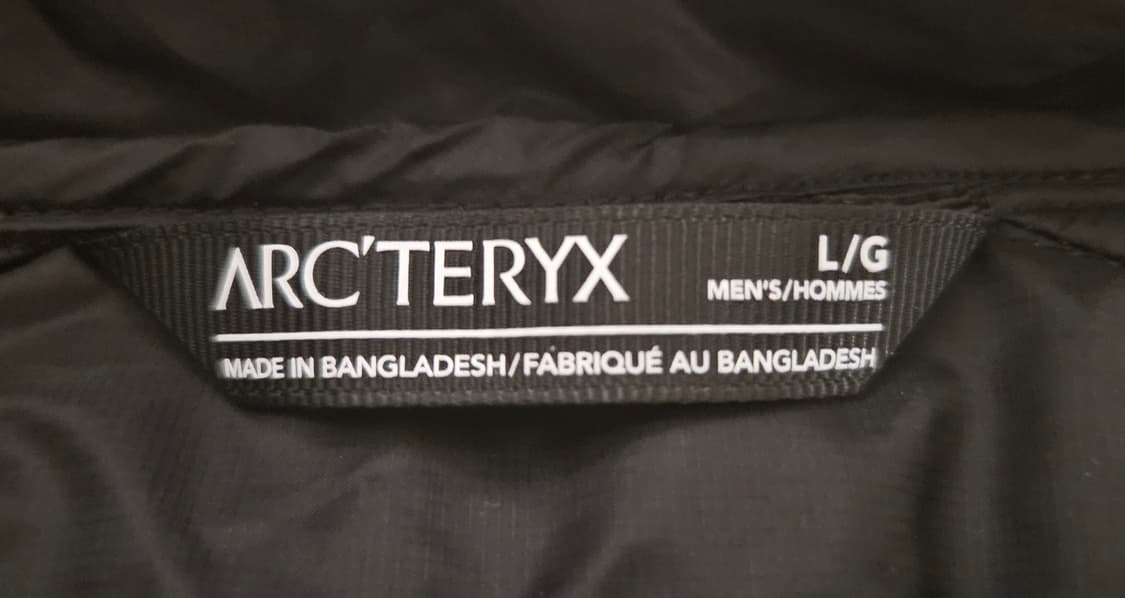 ARC'TERYX
L/G
MEN'S/HOMMES
MADE IN BANGLADESH/FABRIQUÉ AU BANGLADESH